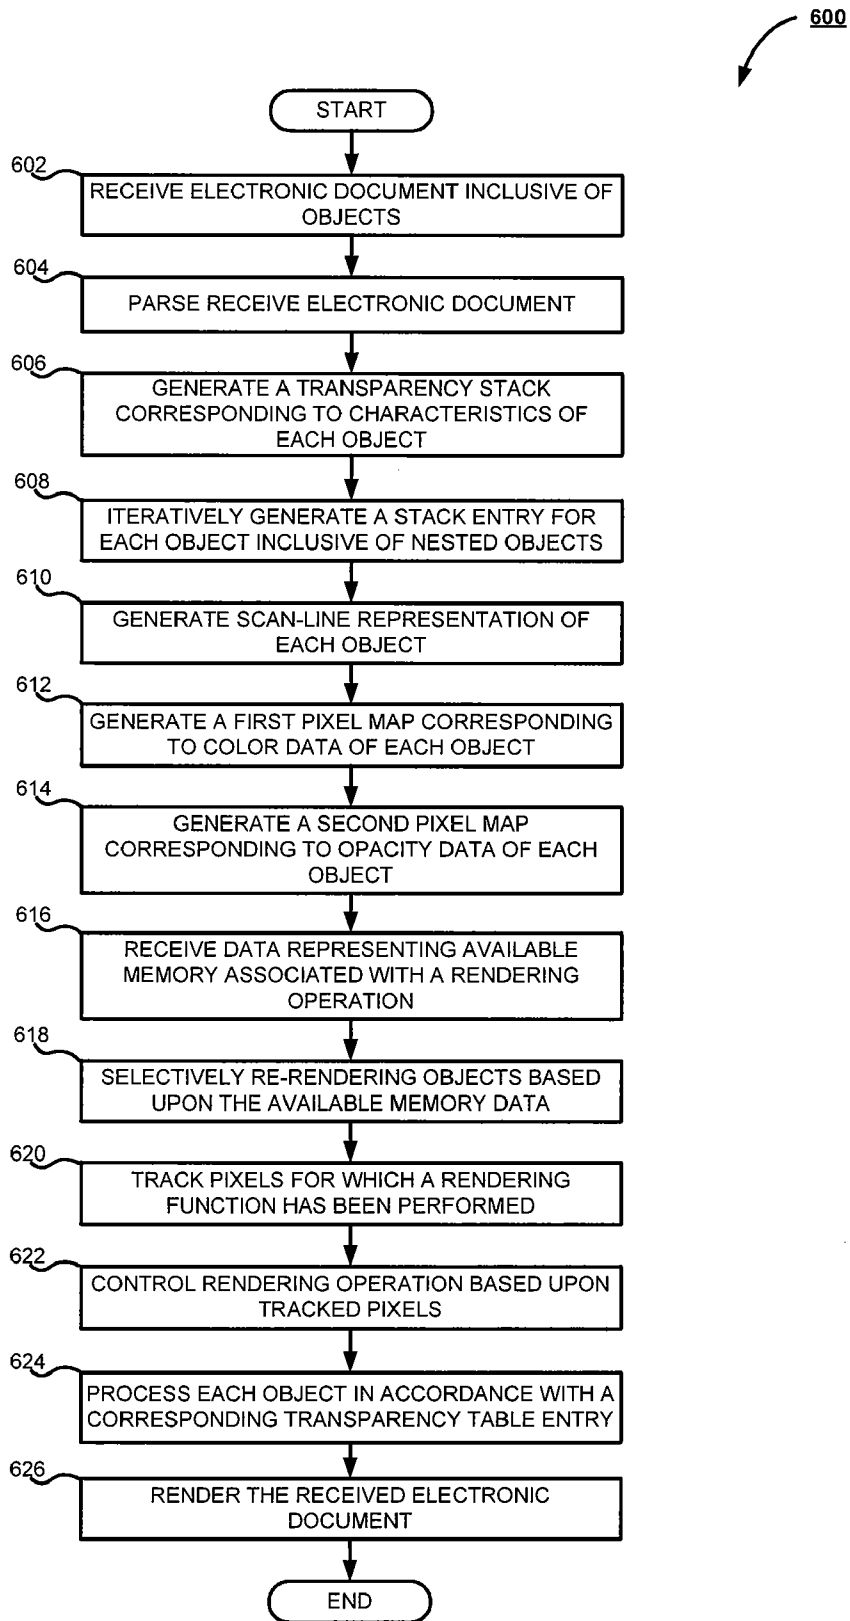 600
START
602
RECEIVE ELECTRONIC DOCUMENT INCLUSIVE OF
OBJECTS
604
PARSE RECEIVE ELECTRONIC DOCUMENT
606
GENERATE A TRANSPARENCY STACK
CORRESPONDING TO CHARACTERISTICS OF
EACH OBJECT
608
ITERATIVELY GENERATE A STACK ENTRY FOR
EACH OBJECT INCLUSIVE OF NESTED OBJECTS
610
GENERATE SCAN-LINE REPRESENTATION OF
EACH OBJECT
612
GENERATE A FIRST PIXEL MAP CORRESPONDING
TO COLOR DATA OF EACH OBJECT
614
GENERATE A SECOND PIXEL MAP
CORRESPONDING TO OPACITY DATA OF EACH
OBJECT
616
RECEIVE DATA REPRESENTING AVAILABLE
MEMORY ASSOCIATED WITH A RENDERING
OPERATION
618
SELECTIVELY RE-RENDERING OBJECTS BASED
UPON THE AVAILABLE MEMORY DATA
620
TRACK PIXELS FOR WHICH A RENDERING
FUNCTION HAS BEEN PERFORMED
622
CONTROL RENDERING OPERATION BASED UPON
TRACKED PIXELS
624
PROCESS EACH OBJECT IN ACCORDANCE WITH A
CORRESPONDING TRANSPARENCY TABLE ENTRY
626
RENDER THE RECEIVED ELECTRONIC
DOCUMENT
END